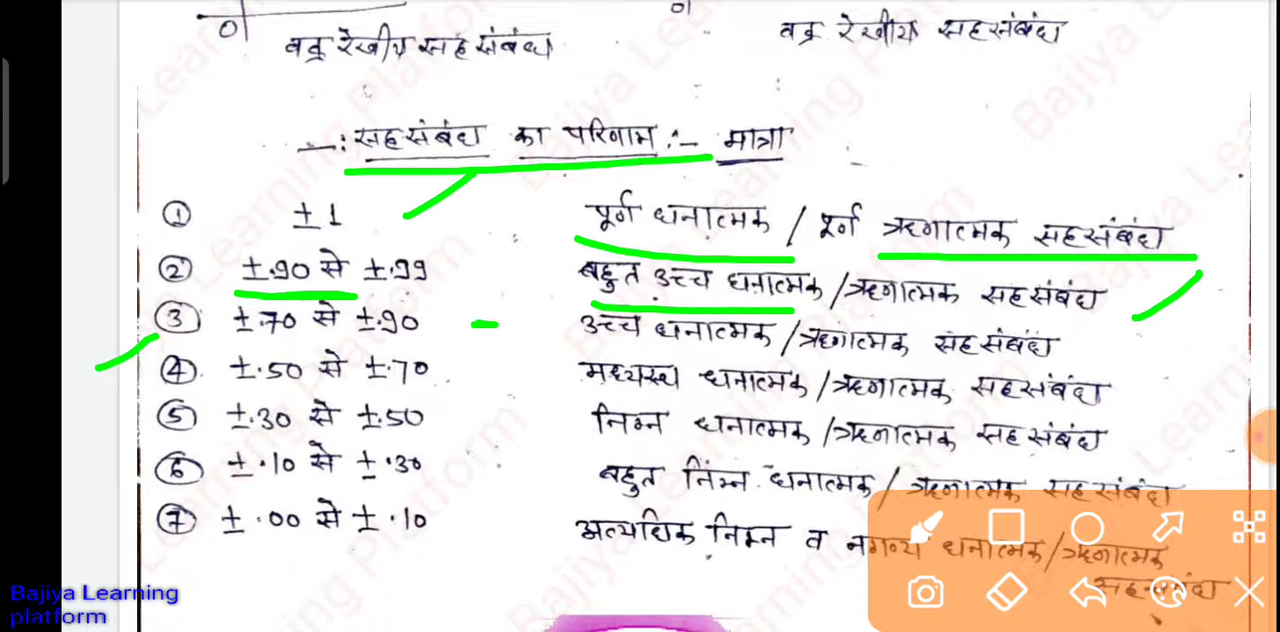 वक्र रेखीय सहसंबंध वक्र रेखीय सहसंबंध
-: सहसंबंध का परिणाम :- मात्रा
① ±1 पूर्ण धनात्मक / पूर्ण ऋणात्मक सहसंबंध
② ±.90 से ±.99 बहुत उच्च धनात्मक/ऋणात्मक सहसंबंध
③ ±.70 से ±.90 उच्च धनात्मक/ऋणात्मक सहसंबंध
④ ±.50 से ±.70 मध्यस्थ धनात्मक/ऋणात्मक सहसंबंध
⑤ ±.30 से ±.50 निम्न धनात्मक/ऋणात्मक सहसंबंध
⑥ ±.10 से ±.30 बहुत निम्न धनात्मक/ऋणात्मक सहसंबंध
⑦ ±.00 से ±.10 अत्यधिक निम्न व नगण्य धनात्मक/ऋणात्मक
सहसंबंध
Bajiya Learning
platform